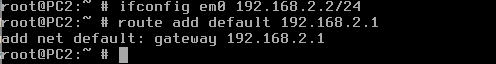 root@PC2:~ # ifconfig em0 192.168.2.2/24
root@PC2:~ # route add default 192.168.2.1
add net default: gateway 192.168.2.1
root@PC2:~ #